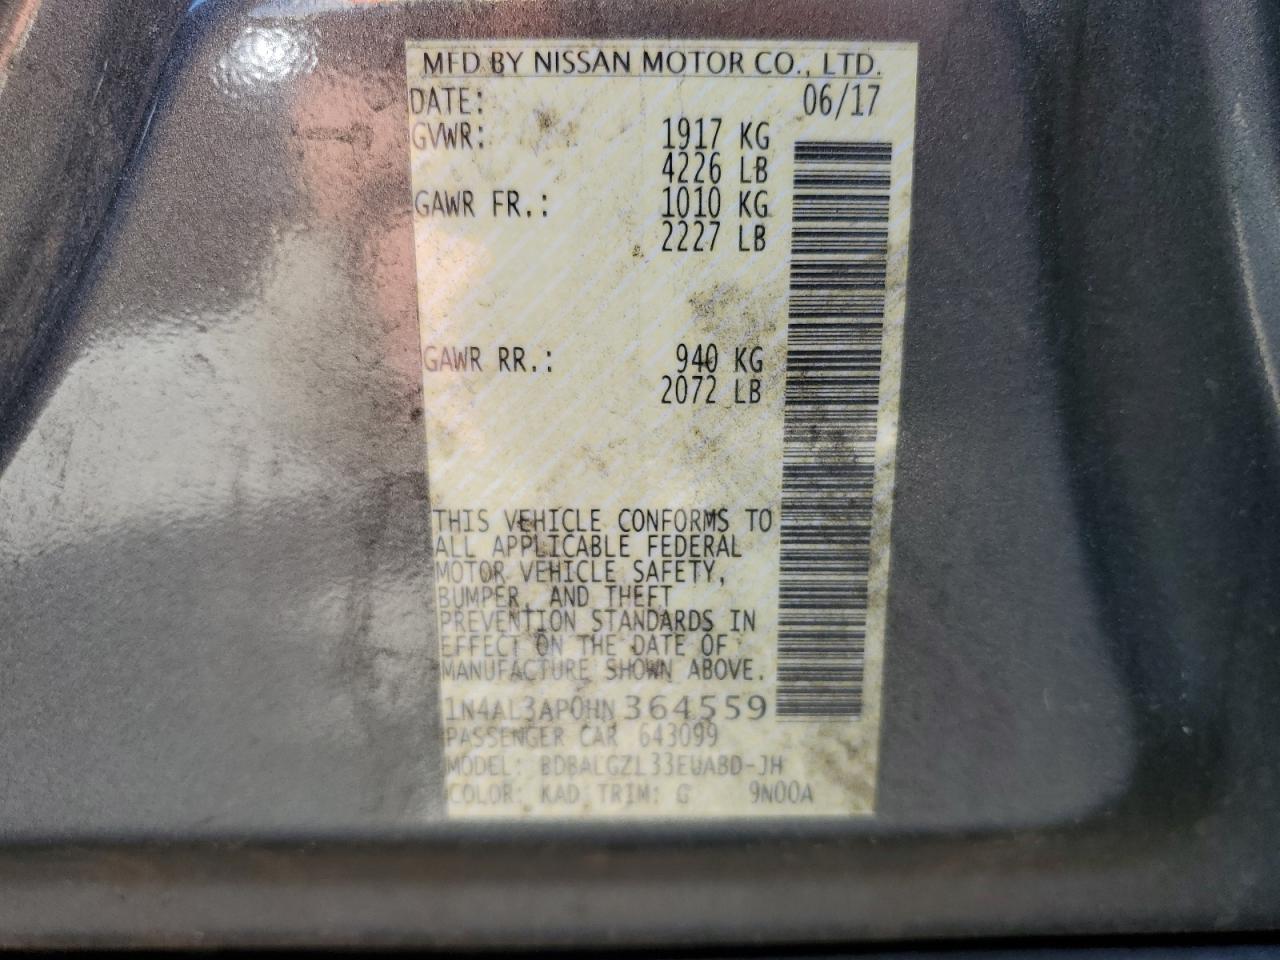 MFD BY NISSAN MOTOR CO., LTD.
DATE: 06/17
GVWR: 1917 KG
4226 LB
GAWR FR.: 1010 KG
2227 LB
GAWR RR.: 940 KG
2072 LB
THIS VEHICLE CONFORMS TO
ALL APPLICABLE FEDERAL
MOTOR VEHICLE SAFETY,
BUMPER, AND THEFT
PREVENTION STANDARDS IN
EFFECT ON THE DATE OF
MANUFACTURE SHOWN ABOVE.
1N4AL3AP0HN364559
PASSENGER CAR 643099
MODEL: BDBALGZL33EUABD-JH
COLOR: KAD TRIM: G 9N00A